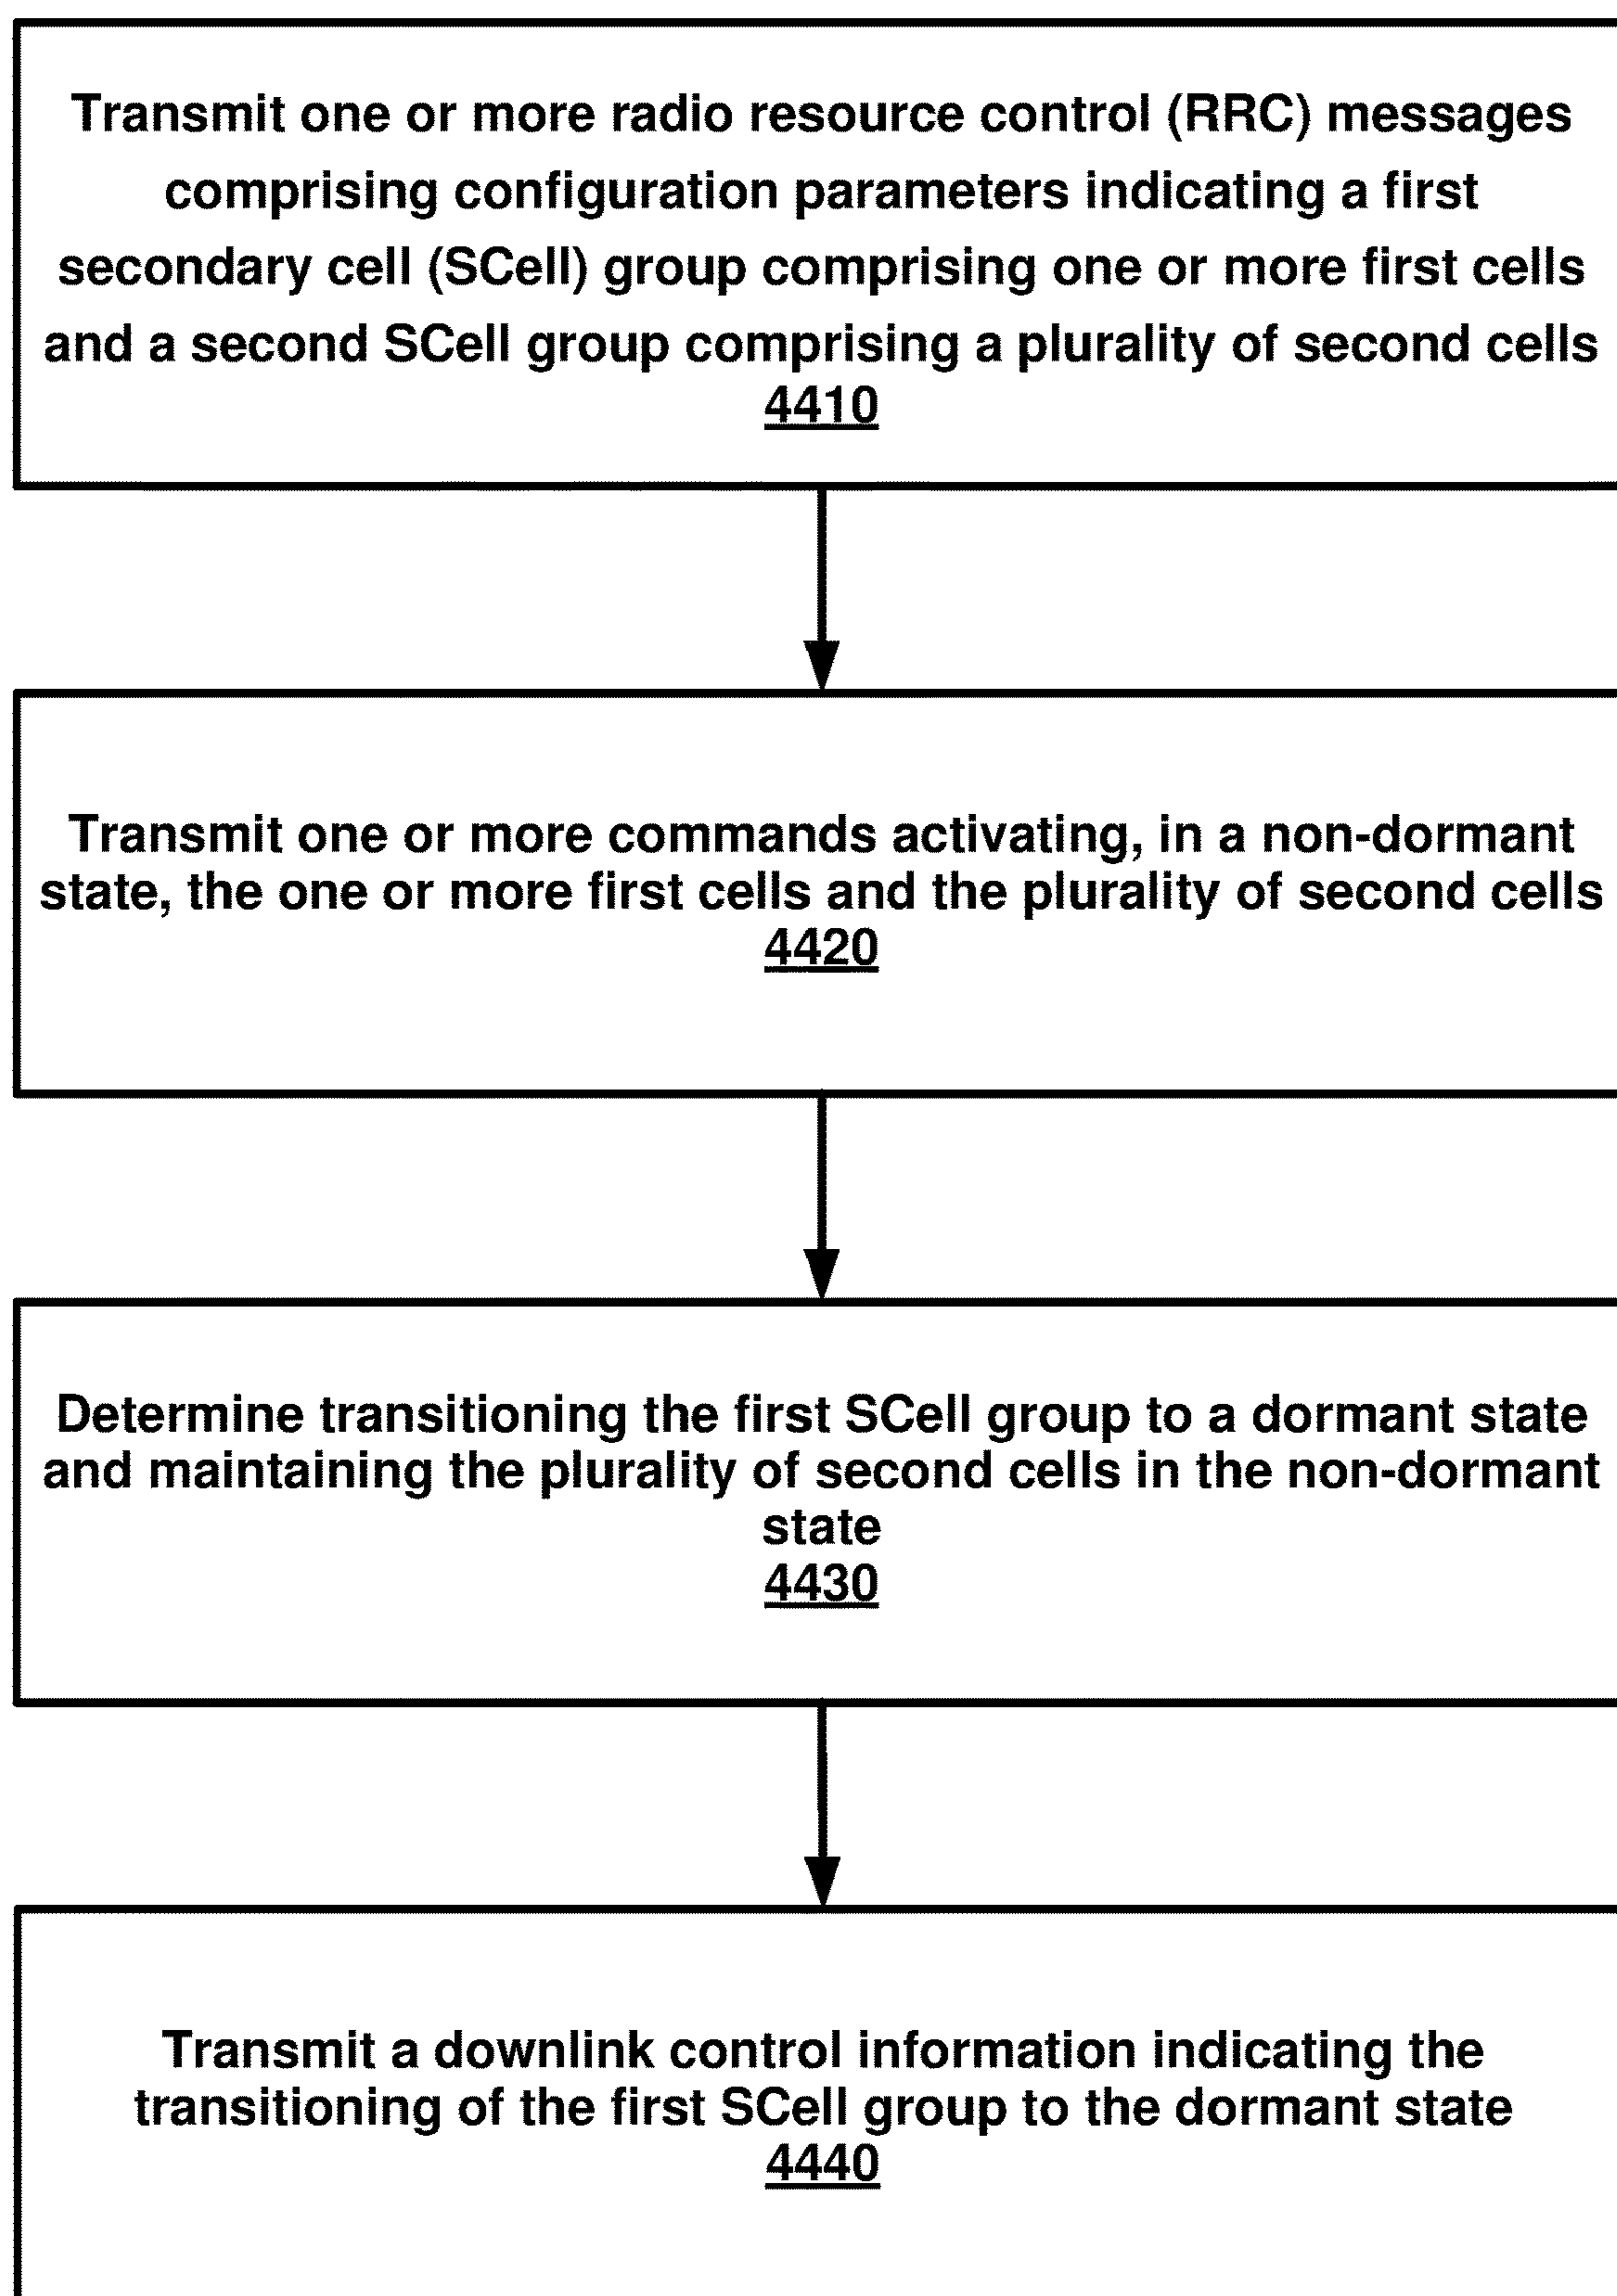 Transmit one or more radio resource control (RRC) messages
comprising configuration parameters indicating a first
secondary cell (SCell) group comprising one or more first cells
and a second SCell group comprising a plurality of second cells
4410
Transmit one or more commands activating, in a non-dormant
state, the one or more first cells and the plurality of second cells
4420
Determine transitioning the first SCell group to a dormant state
and maintaining the plurality of second cells in the non-dormant
state
4430
Transmit a downlink control information indicating the
transitioning of the first SCell group to the dormant state
4440